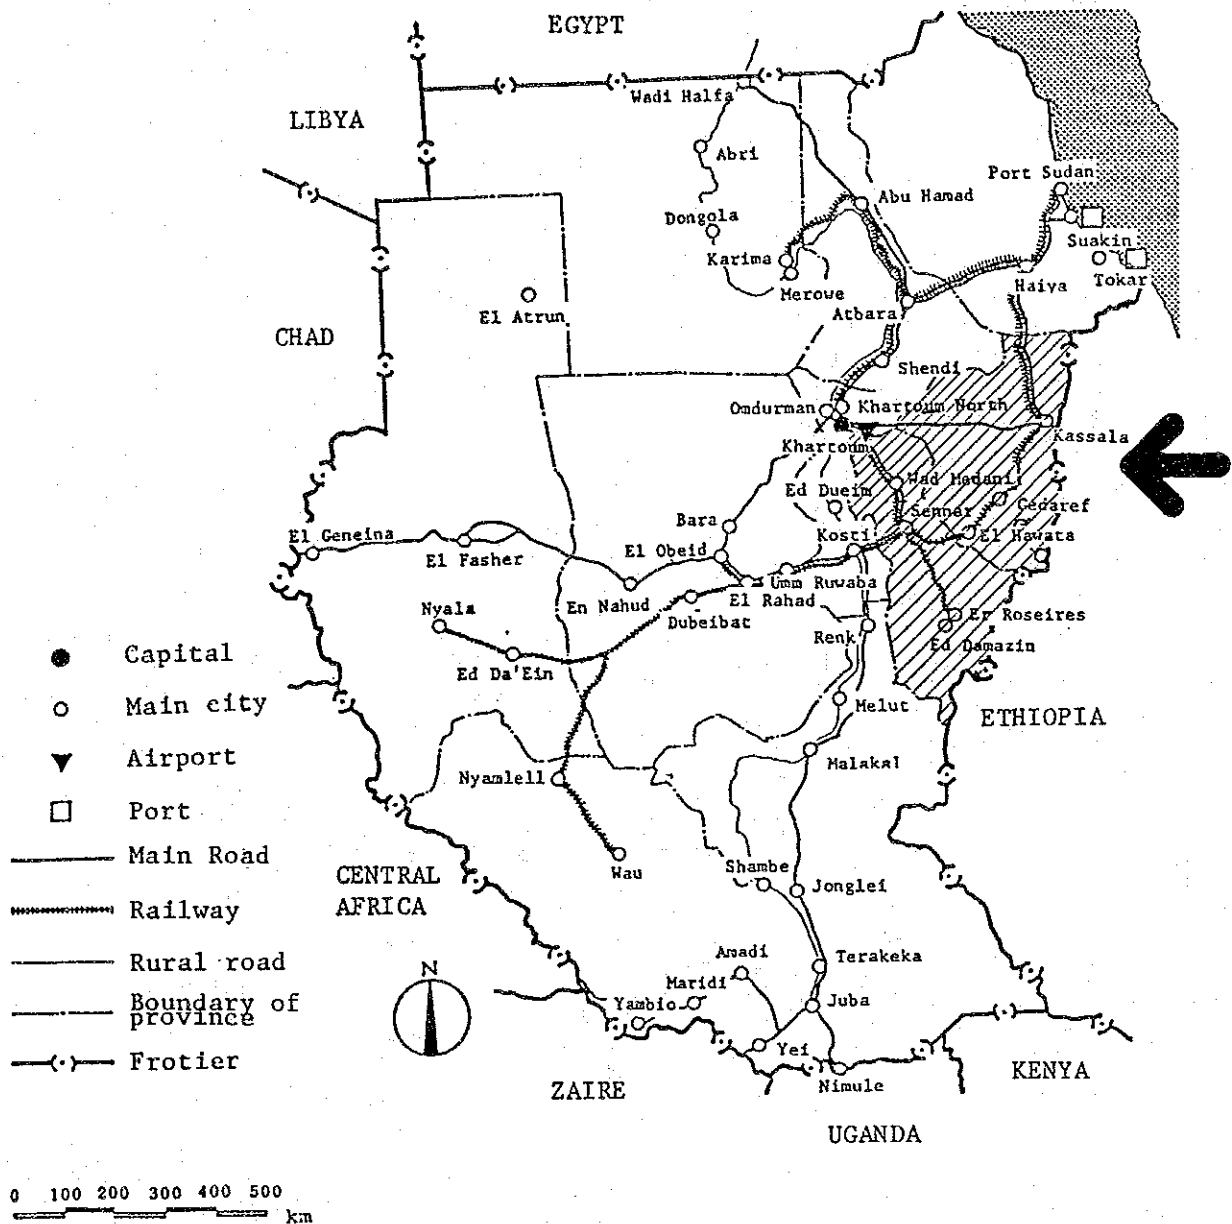 EGYPT
Wadi Halfa
LIBYA
Abri
Port Sudan
Abu Hamad
Dongola
Suakin
Karima
Merowe
Haiya
Tokar
El Atrun
Atbara
CHAD
Shendi
Omdurman
Khartoum North
Kassala
Khartoum
Wad Medani
Ed Dueim
Gedaref
Bara
Sennar
El Geneina
Kosti
El Hawata
El Fasher
El Obeid
Umm Ruwaba
En Nahud
El Rahad
Nyala
Dubeibat
Er Roseires
Renk
Ed Damazin
Capital
Ed Da'Ein
Main city
Melut
ETHIOPIA
Airport
Malakal
Nyamlell
Port
Main Road
Wau
Shambe
CENTRAL
AFRICA
Jonglei
Railway
Rural road
Amadi
Terakeka
N
Maridi
Boundary of
province
Yambio
Juba
Frotier
Yei
ZAIRE
Nimule
KENYA
UGANDA
0 100 200 300 400 500
km